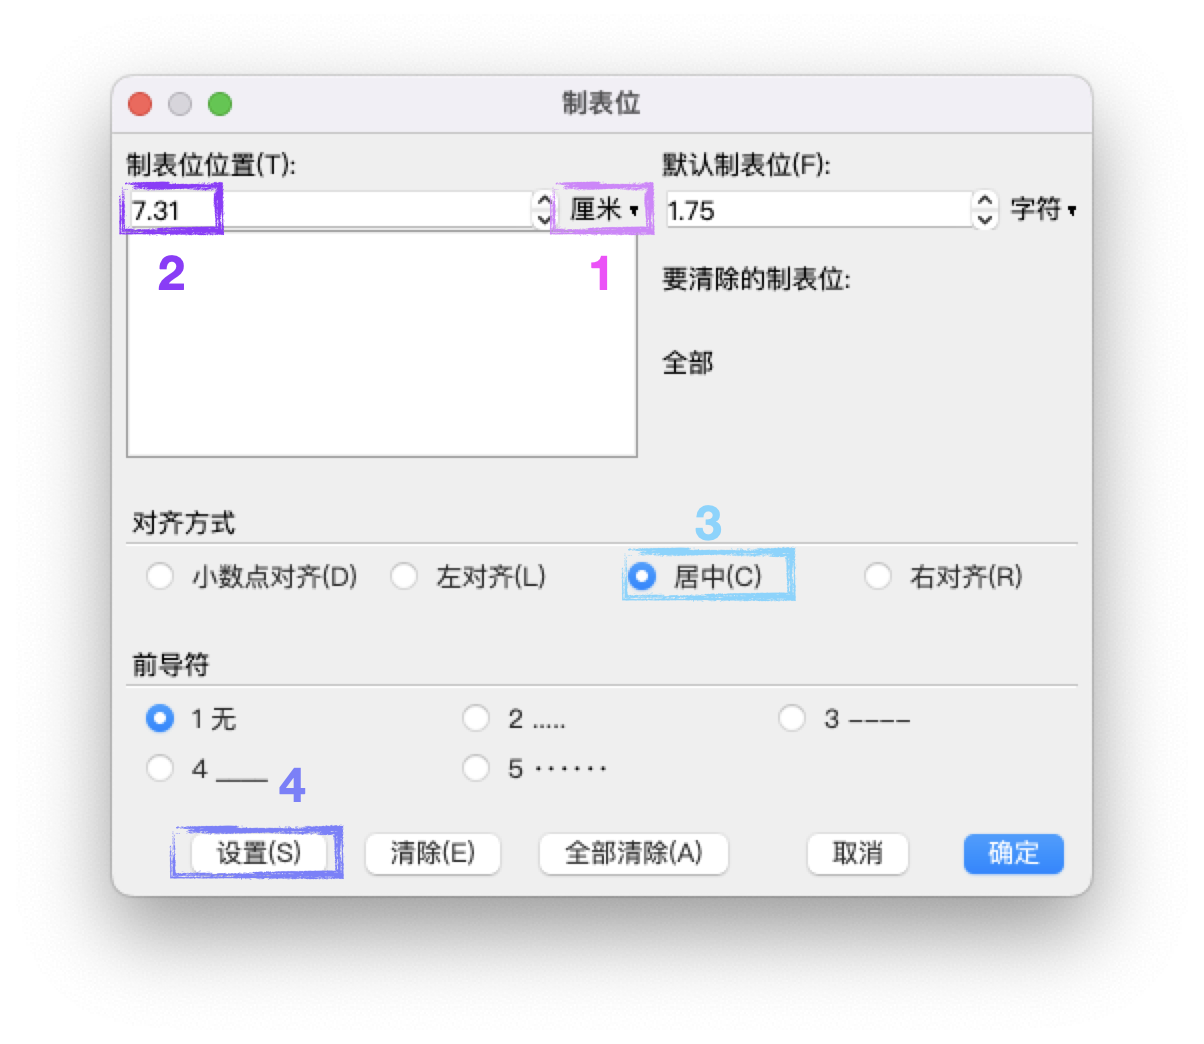 制表位
制表位位置(T):
默认制表位(F):
7.31
厘米
1.75
字符
2
1
要清除的制表位:
全部
3
对齐方式
小数点对齐(D)
左对齐(L)
居中(C)
右对齐(R)
前导符
1 无
2 .....
3 ----
4 ____
5 ······
4
设置(S)
清除(E)
全部清除(A)
取消
确定